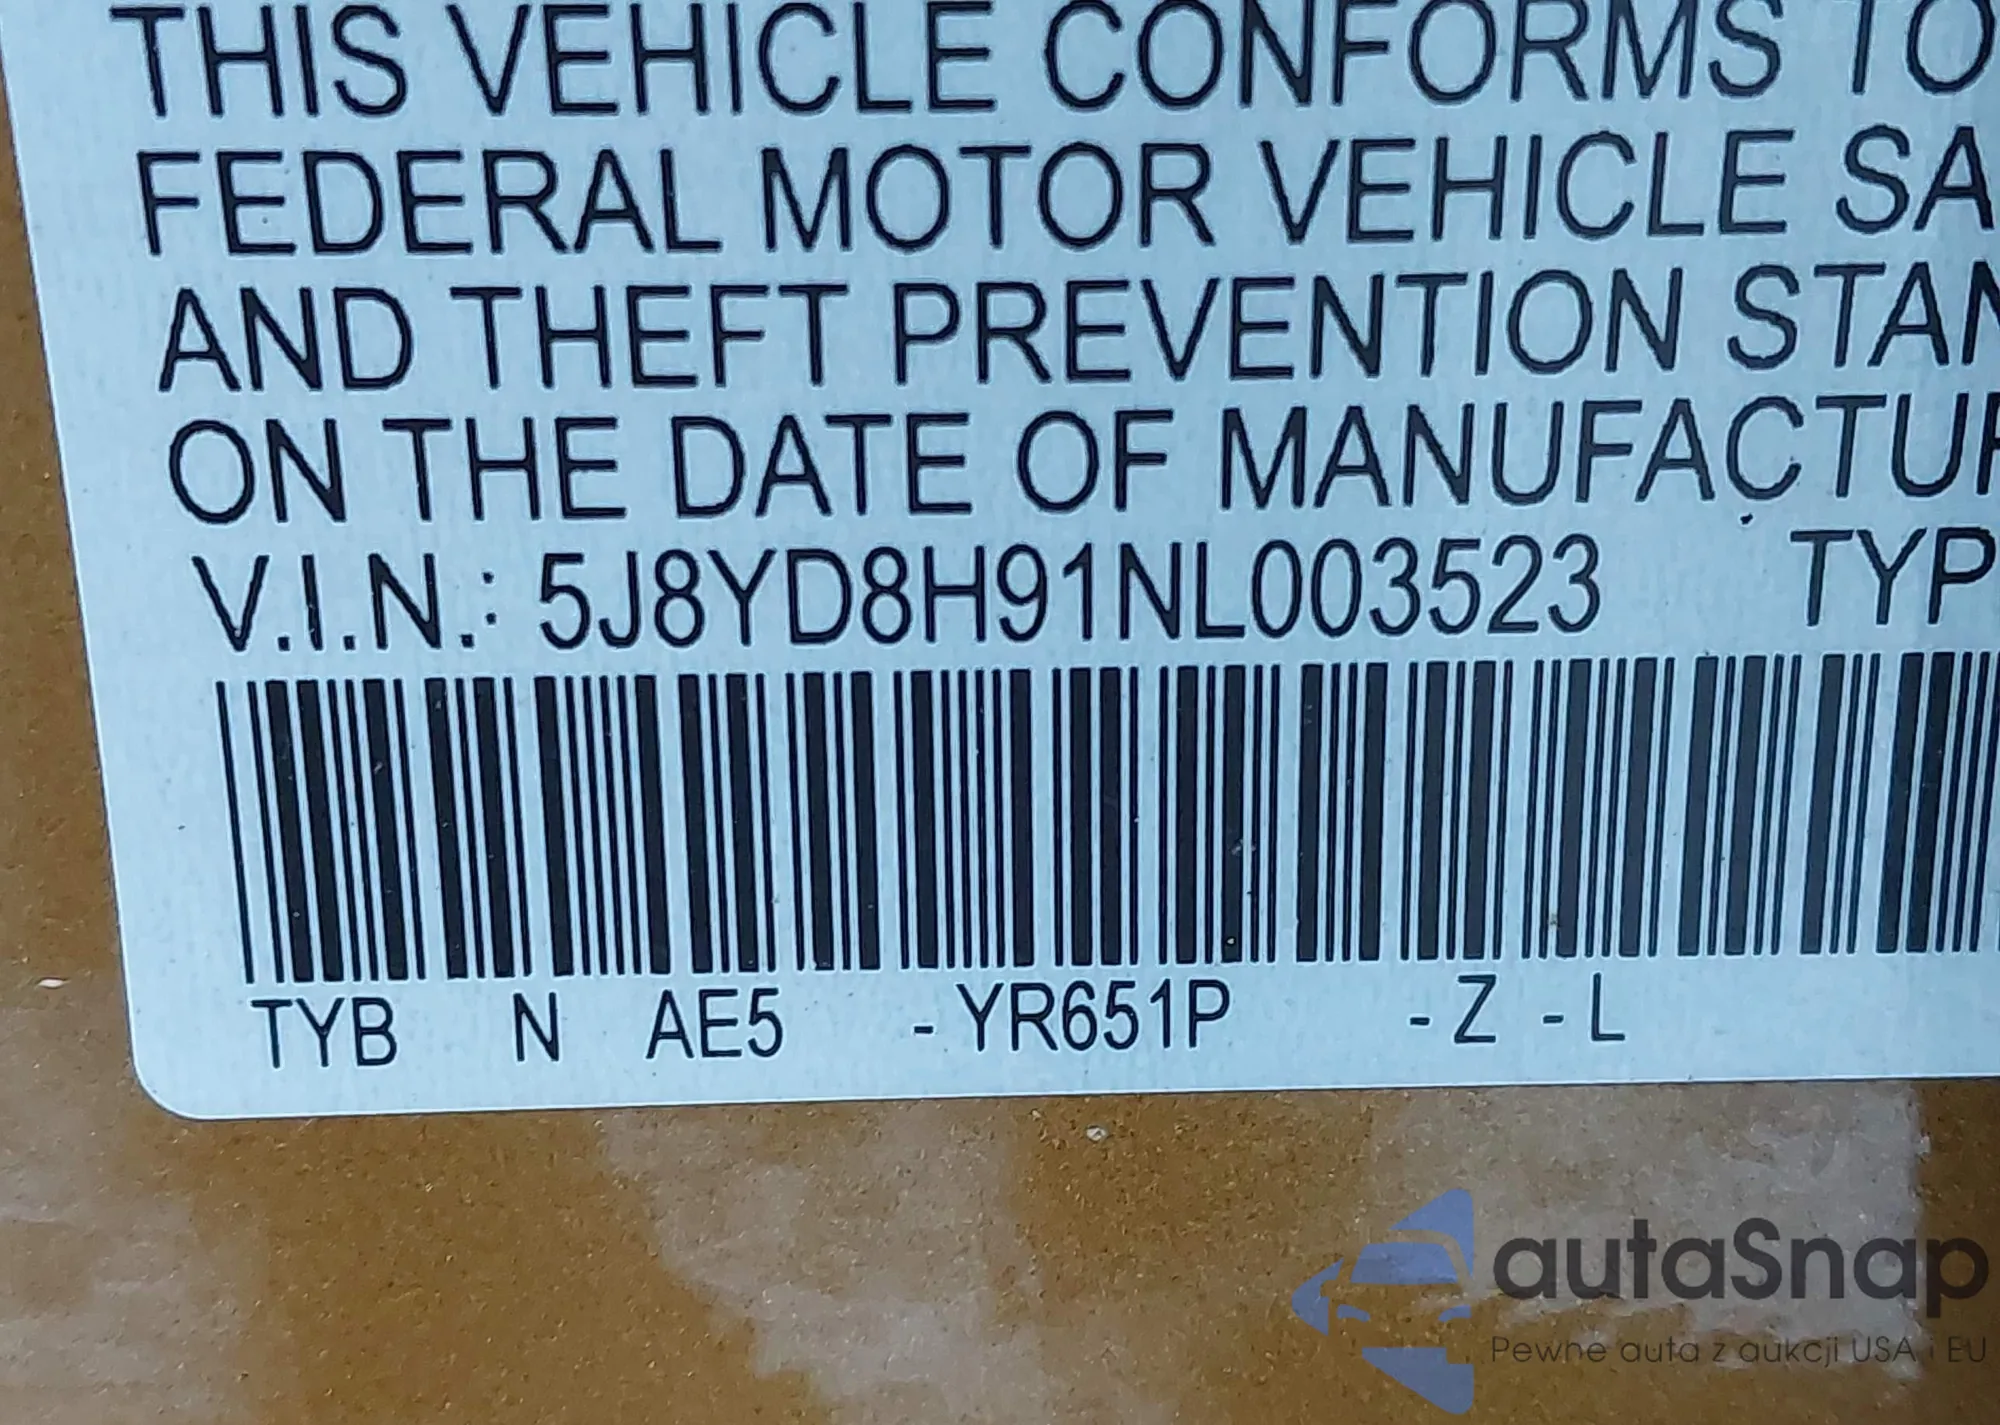 THIS VEHICLE CONFORMS TO
FEDERAL MOTOR VEHICLE SA
AND THEFT PREVENTION STAN
ON THE DATE OF MANUFACTUR
V.I.N.: 5J8YD8H91NL003523 TYP
TYB N AE5 -YR651P -Z -L
autaSnap
Pewne auta z aukcji USA i EU